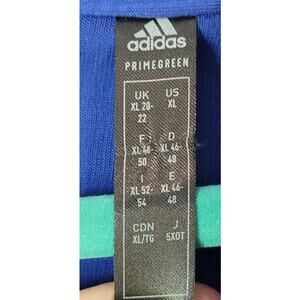 adidas
PRIMEGREEN
UK US
XL 20- XL
22
F D
XL 48- XL 46-
50 48
I E
XL 52- XL 46-
54 48
CDN J
XL/TG 5XOT